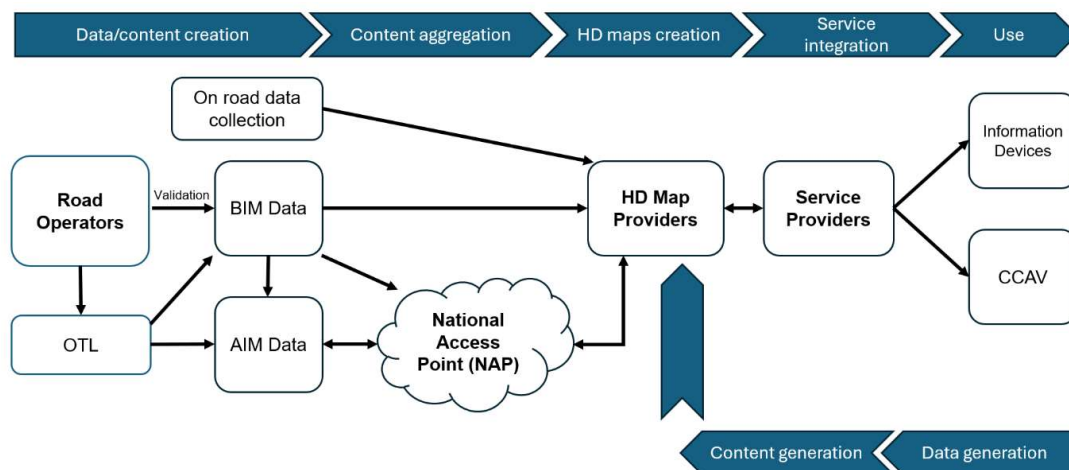 Data/content creation
Content aggregation
HD maps creation
Service
integration
Use
On road data
collection
Information
Devices
Road
Operators
Validation
BIM Data
HD Map
Providers
Service
Providers
CCAV
OTL
AIM Data
National
Access
Point (NAP)
Content generation
Data generation